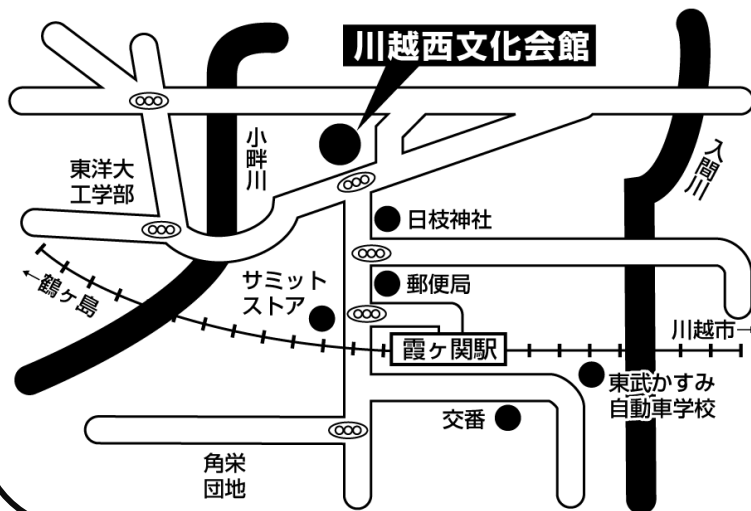 川越西文化会館
小畔川
入間川
東洋大
工学部
日枝神社
←鶴ヶ島
サミット
ストア
郵便局
川越市→
霞ヶ関駅
東武かすみ
自動車学校
交番
角栄
団地